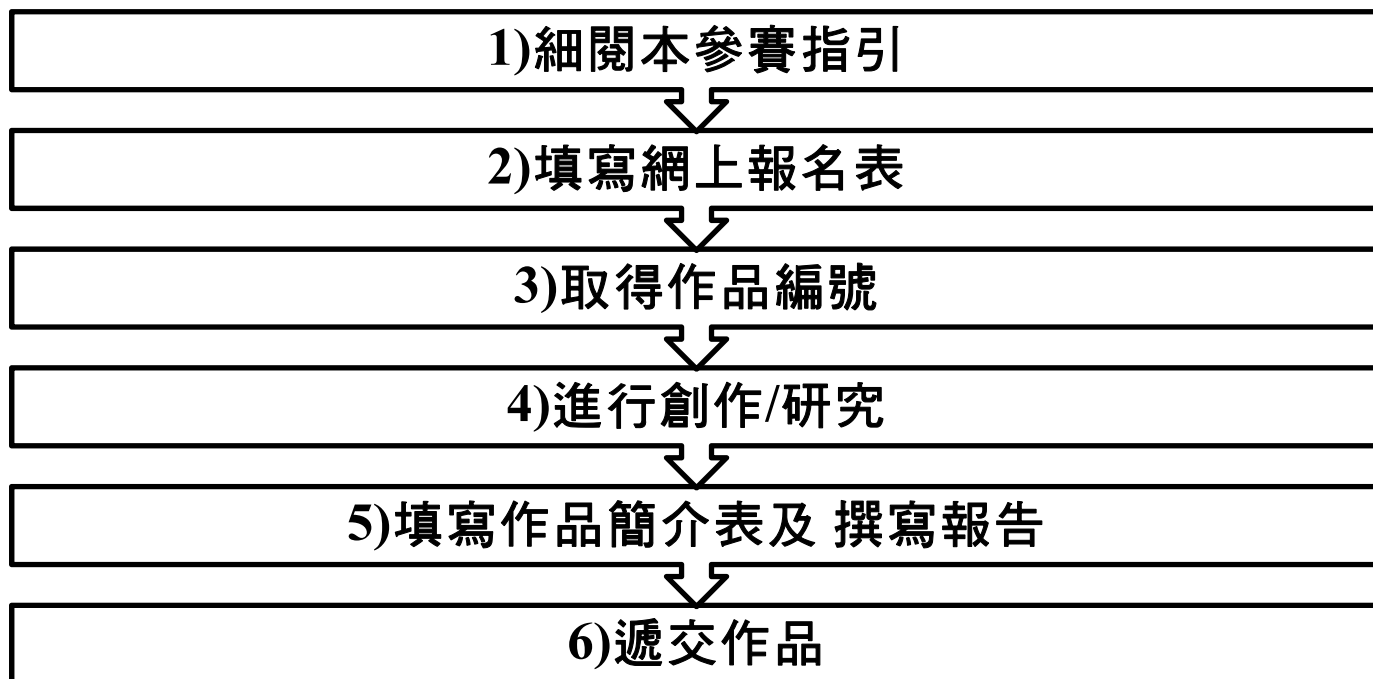 1)細閱本參賽指引
2)填寫網上報名表
3)取得作品編號
4)進行創作/研究
5)填寫作品簡介表及 撰寫報告
6)遞交作品